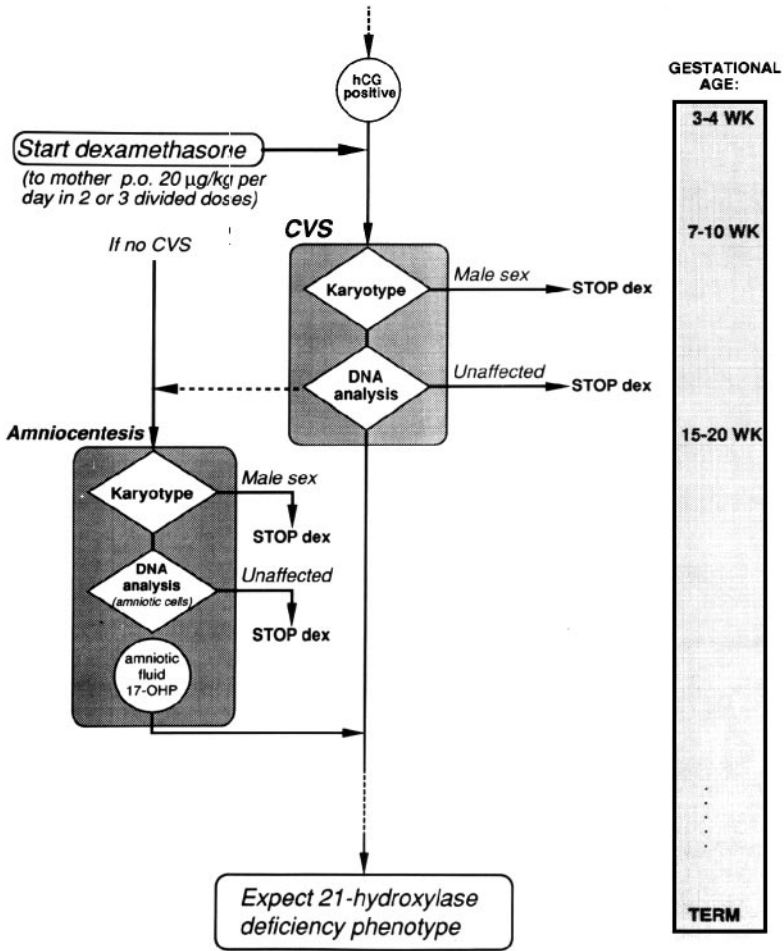 hCG
positive
GESTATIONAL
AGE:
3-4 WK
Start dexamethasone
(to mother p.o. 20 µg/kg per
day in 2 or 3 divided doses)
CVS
7-10 WK
If no CVS
Male sex
Karyotype
STOP dex
DNA
analysis
Unaffected
STOP dex
Amniocentesis
15-20 WK
Karyotype
Male sex
STOP dex
DNA
analysis
(amniotic cells)
Unaffected
STOP dex
amniotic
fluid
17-OHP
Expect 21-hydroxylase
deficiency phenotype
TERM